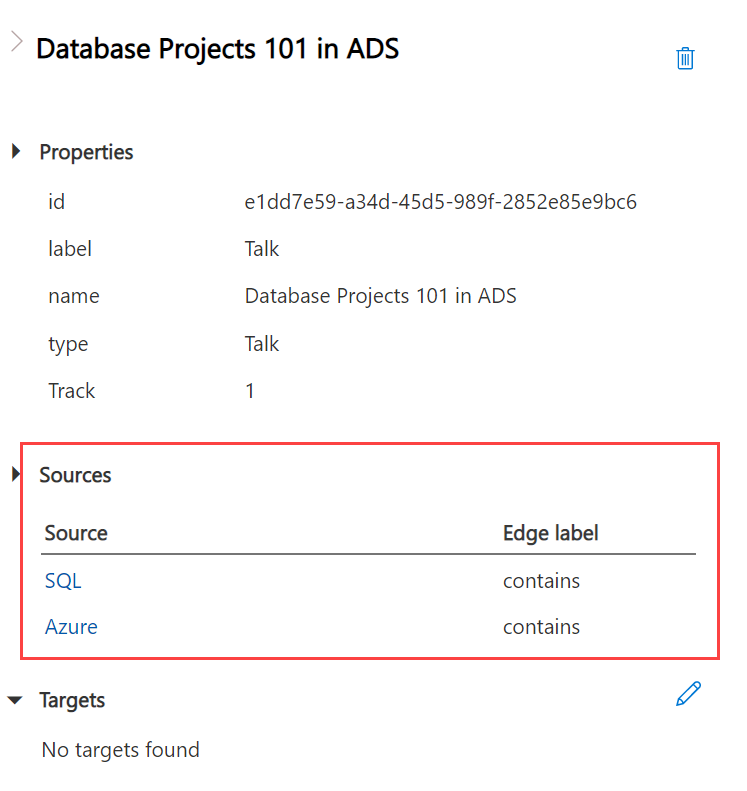 Database Projects 101 in ADS
Properties
id e1dd7e59-a34d-45d5-989f-2852e85e9bc6
label Talk
name Database Projects 101 in ADS
type Talk
Track 1
Sources
Source Edge label
SQL contains
Azure contains
Targets
No targets found